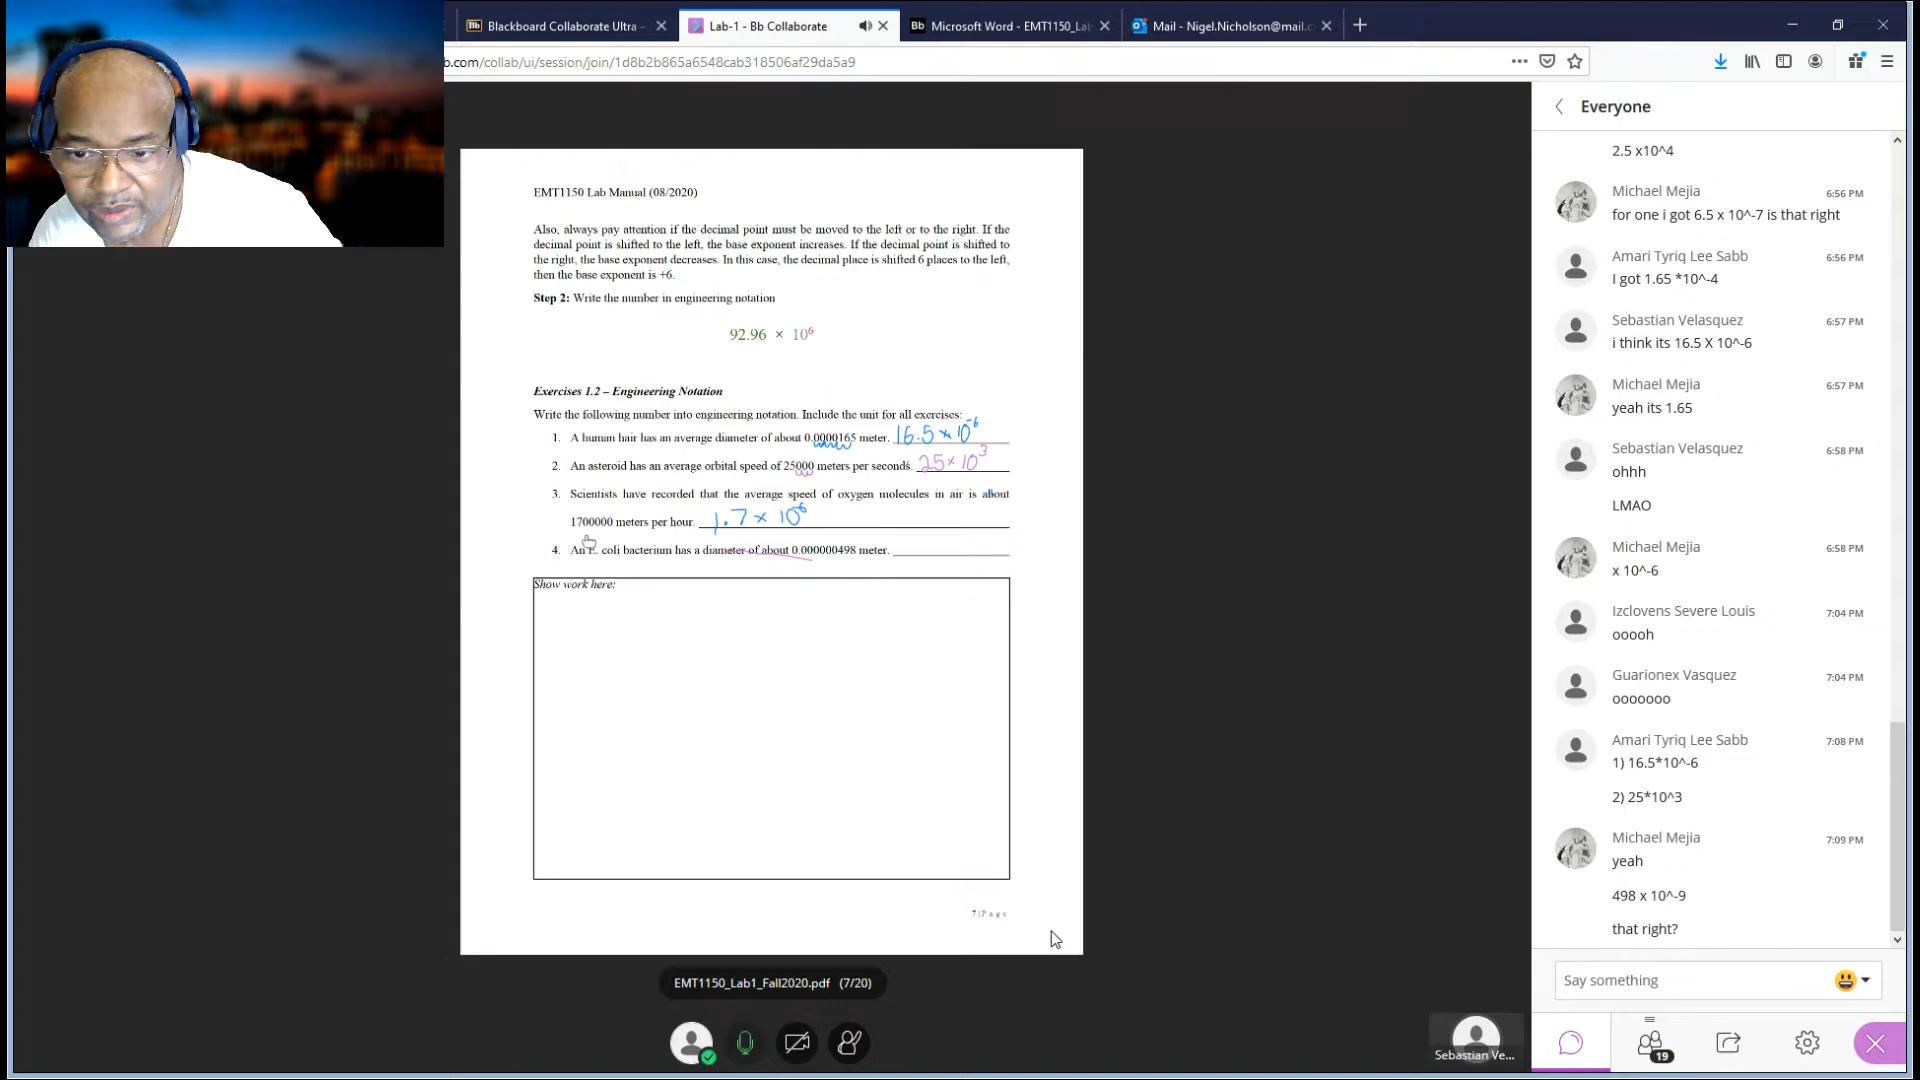 Blackboard Collaborate Ultra -
Lab-1 - Bb Collaborate
Microsoft Word - EMT1150_Lab
Mail - Nigel.Nicholson@mail.c
b.com/collab/ui/session/join/1d8b2b865a6548cab318506af29da5a9
EMT1150 Lab Manual (08/2020)
Also, always pay attention if the decimal point must be moved to the left or to the right. If the
decimal point is shifted to the left, the base exponent increases. If the decimal point is shifted to
the right, the base exponent decreases. In this case, the decimal place is shifted 6 places to the left,
then the base exponent is +6.
Step 2: Write the number in engineering notation
92.96 × 10⁶
Exercises 1.2 – Engineering Notation
Write the following number into engineering notation. Include the unit for all exercises:
1. A human hair has an average diameter of about 0.0000165 meter. 16.5 × 10⁻⁶
2. An asteroid has an average orbital speed of 25000 meters per seconds. 25 × 10³
3. Scientists have recorded that the average speed of oxygen molecules in air is about
1700000 meters per hour. 1.7 × 10⁶
4. An E. coli bacterium has a diameter of about 0.000000498 meter.
Show work here:
7 | Page
EMT1150_Lab1_Fall2020.pdf (7/20)
Sebastian Ve...
Everyone
2.5 x10^4
Michael Mejia 6:56 PM
for one i got 6.5 x 10^-7 is that right
Amari Tyriq Lee Sabb 6:56 PM
I got 1.65 *10^-4
Sebastian Velasquez 6:57 PM
i think its 16.5 X 10^-6
Michael Mejia 6:57 PM
yeah its 1.65
Sebastian Velasquez 6:58 PM
ohhh
LMAO
Michael Mejia 6:58 PM
x 10^-6
Izclovens Severe Louis 7:04 PM
ooooh
Guarionex Vasquez 7:04 PM
ooooooo
Amari Tyriq Lee Sabb 7:08 PM
1) 16.5*10^-6
2) 25*10^3
Michael Mejia 7:09 PM
yeah
498 x 10^-9
that right?
Say something
19